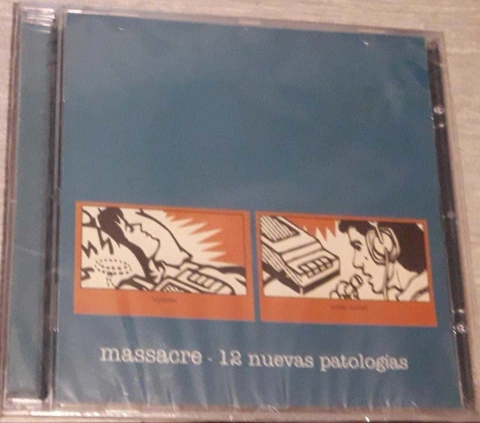 massacre - 12 nuevas patologías